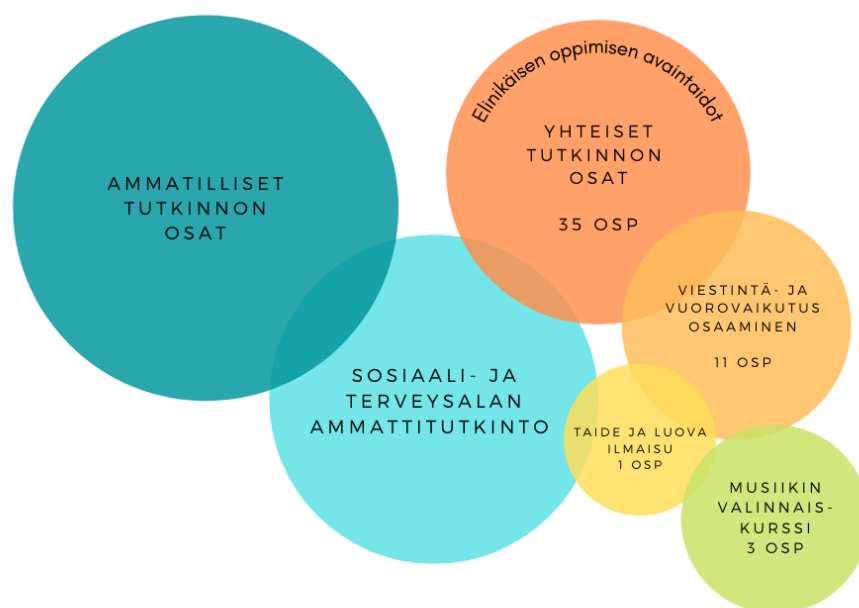 Elinikäisen oppimisen avaintaidot
YHTEISET
TUTKINNON
OSAT
35 OSP
AMMATILLISET
TUTKINNON
OSAT
VIESTINTÄ- JA
VUOROVAIKUTUS
OSAAMINEN
11 OSP
SOSIAALI- JA
TERVEYSALAN
AMMATTITUTKINTO
TAIDE JA LUOVA
ILMAISU
1 OSP
MUSIIKIN
VALINNAIS-
KURSSI
3 OSP